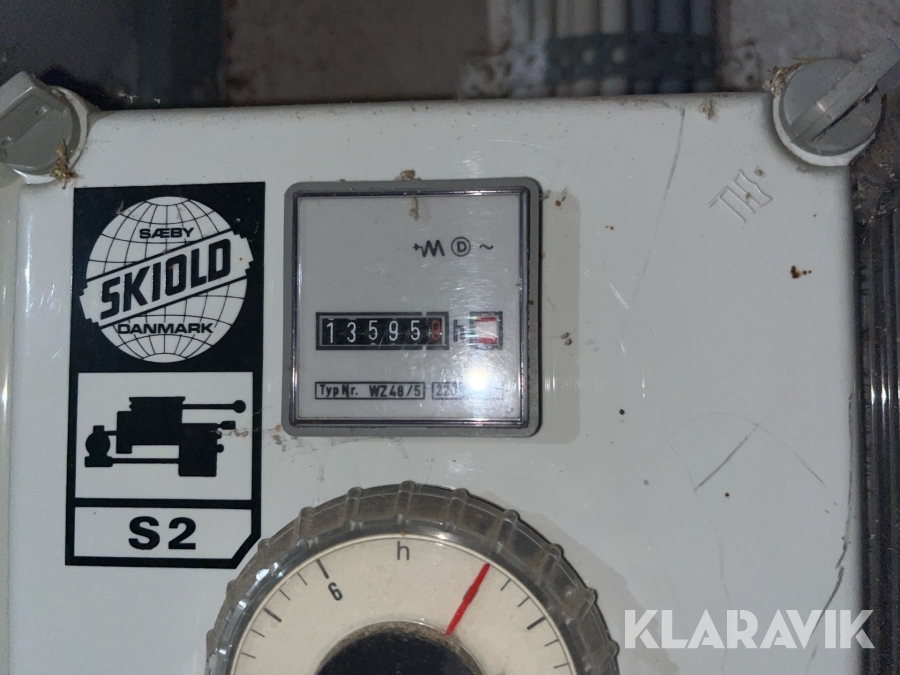 SÆBY
SKIOLD
DANMARK
D ~
13595 h
Typ Nr. WZ48/5
S2
h
6
KLARAVIK